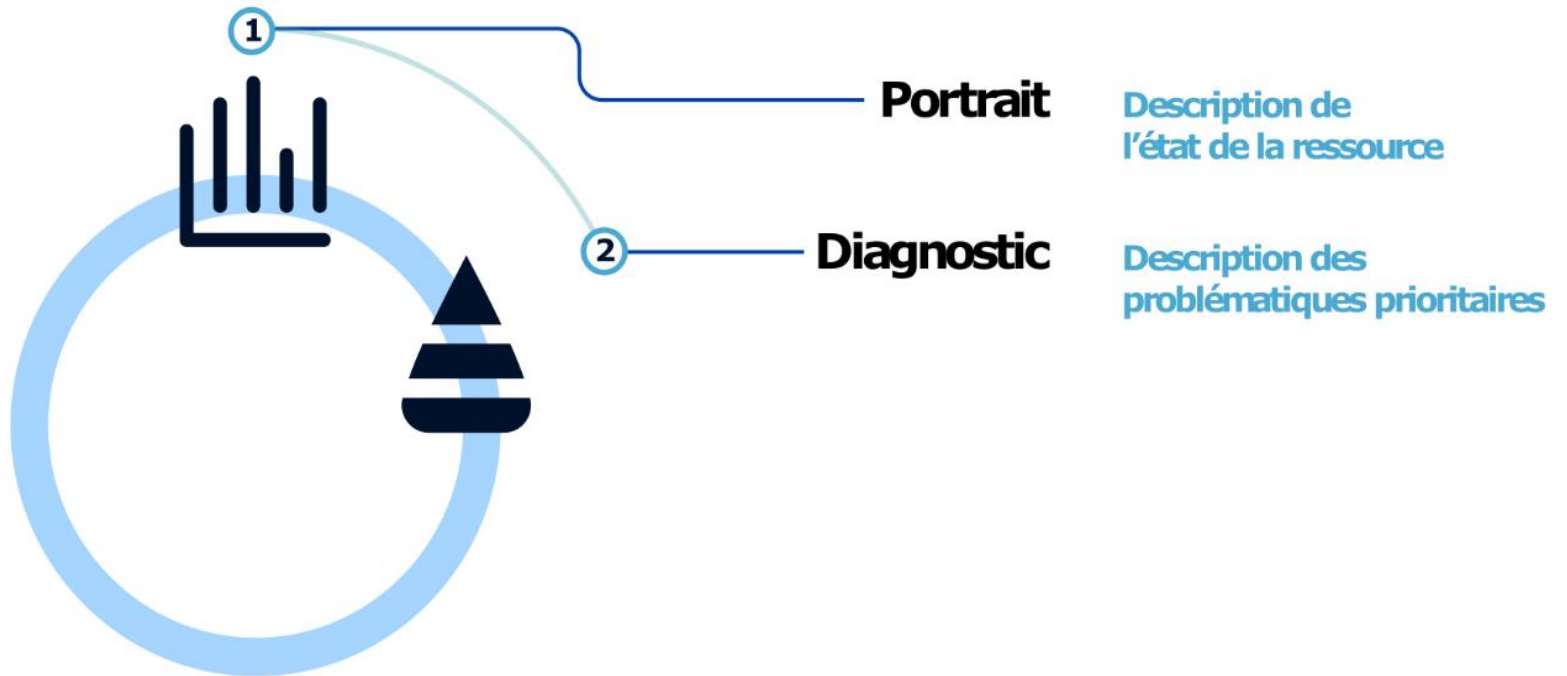 1
Portrait
Description de
l'état de la ressource
2
Diagnostic
Description des
problématiques prioritaires